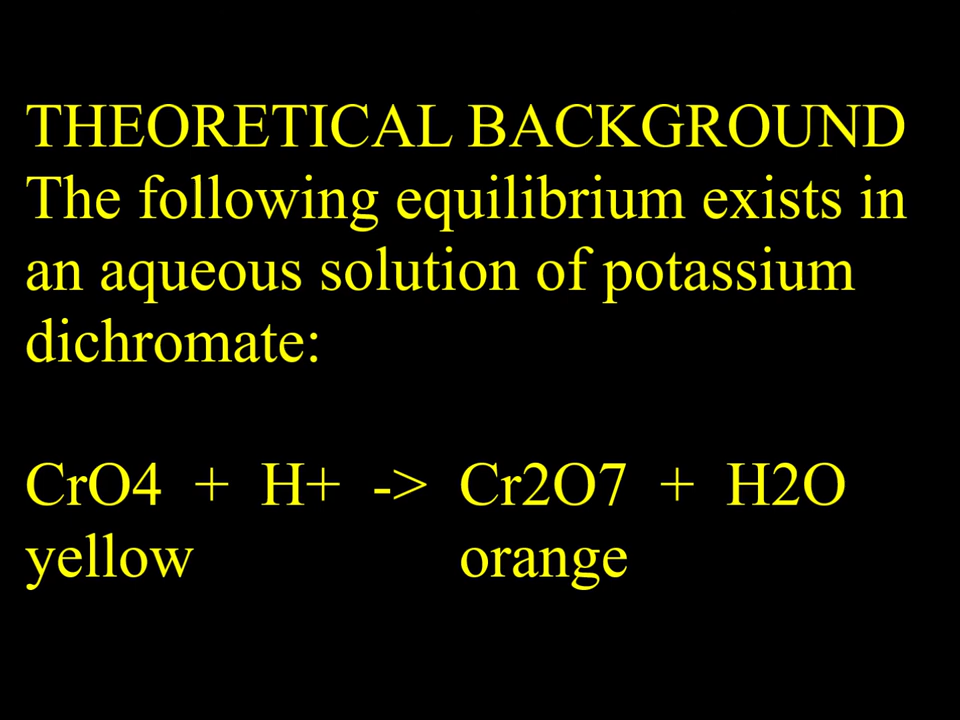 THEORETICAL BACKGROUND
The following equilibrium exists in
an aqueous solution of potassium
dichromate:
CrO4 + H+ -> Cr2O7 + H2O
yellow orange